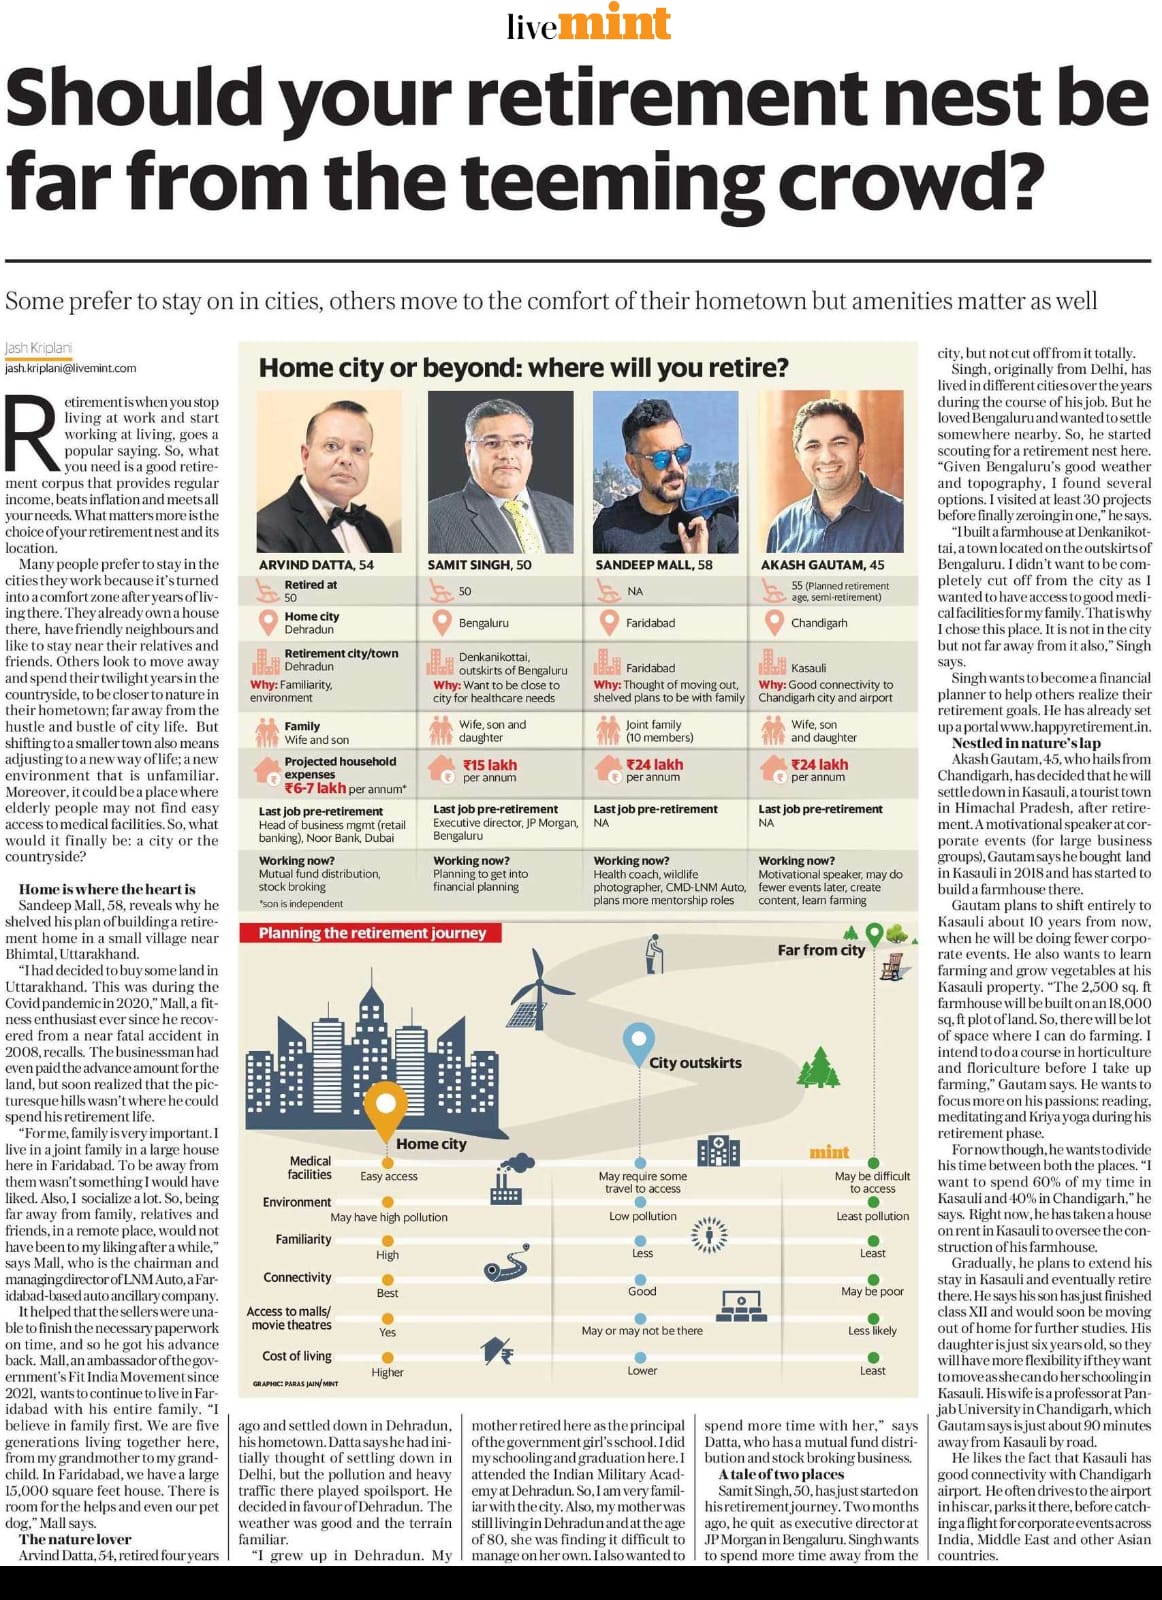 livemint
Should your retirement nest be
far from the teeming crowd?
Some prefer to stay on in cities, others move to the comfort of their hometown but amenities matter as well
Jash Kriplani
jash.kriplani@livemint.com
Retirement is when you stop
living at work and start
working at living, goes a
popular saying. So, what
you need is a good retire-
ment corpus that provides regular
income, beats inflation and meets all
your needs. What matters more is the
choice of your retirement nest and its
location.
Many people prefer to stay in the
cities they work because it's turned
into a comfort zone after years of liv-
ing there. They already own a house
there, have friendly neighbours and
like to stay near their relatives and
friends. Others look to move away
and spend their twilight years in the
countryside, to be closer to nature in
their hometown; far away from the
hustle and bustle of city life. But
shifting to a smaller town also means
adjusting to a new way of life; a new
environment that is unfamiliar.
Moreover, it could be a place where
elderly people may not find easy
access to medical facilities. So, what
would it finally be: a city or the
countryside?
Home is where the heart is
Sandeep Mall, 58, reveals why he
shelved his plan of building a retire-
ment home in a small village near
Bhimtal, Uttarakhand.
"I had decided to buy some land in
Uttarakhand. This was during the
Covid pandemic in 2020," Mall, a fit-
ness enthusiast ever since he recov-
ered from a near fatal accident in
2008, recalls. The businessman had
even paid the advance amount for the
land, but soon realized that the pic-
turesque hills wasn't where he could
spend his retirement life.
"For me, family is very important. I
live in a joint family in a large house
here in Faridabad. To be away from
them wasn't something I would have
liked. Also, I socialize a lot. So, being
far away from family, relatives and
friends, in a remote place, would not
have been to my liking after a while,"
says Mall, who is the chairman and
managing director of LNM Auto, a Far-
idabad-based auto ancillary company.
It helped that the sellers were una-
ble to finish the necessary paperwork
on time, and so he got his advance
back. Mall, an ambassador of the gov-
ernment's Fit India Movement since
2021, wants to continue to live in Far-
idabad with his entire family. "I
believe in family first. We are five
generations living together here,
from my grandmother to my grand-
child. In Faridabad, we have a large
15,000 square feet house. There is
room for the helps and even our pet
dog," Mall says.
The nature lover
Arvind Datta, 54, retired four years
Home city or beyond: where will you retire?
ARVIND DATTA, 54
SAMIT SINGH, 50
SANDEEP MALL, 58
AKASH GAUTAM, 45
Retired at
50
50
NA
55 (Planned retirement
age, semi-retirement)
Home city
Dehradun
Bengaluru
Faridabad
Chandigarh
Retirement city/town
Dehradun
Why: Familiarity,
environment
Denkanikottai,
outskirts of Bengaluru
Why: Want to be close to
city for healthcare needs
Faridabad
Why: Thought of moving out,
shelved plans to be with family
Kasauli
Why: Good connectivity to
Chandigarh city and airport
Family
Wife and son
Wife, son and
daughter
Joint family
(10 members)
Wife, son
and daughter
Projected household
expenses
₹6-7 lakh per annum*
₹15 lakh
per annum
₹24 lakh
per annum
₹24 lakh
per annum
Last job pre-retirement
Head of business mgmt (retail
banking), Noor Bank, Dubai
Last job pre-retirement
Executive director, JP Morgan,
Bengaluru
Last job pre-retirement
NA
Last job pre-retirement
NA
Working now?
Mutual fund distribution,
stock broking
*son is independent
Working now?
Planning to get into
financial planning
Working now?
Health coach, wildlife
photographer, CMD-LNM Auto,
plans more mentorship roles
Working now?
Motivational speaker, may do
fewer events later, create
content, learn farming
Planning the retirement journey
Far from city
City outskirts
Home city
mint
Medical
facilities
Easy access
May require some
travel to access
May be difficult
to access
Environment
May have high pollution
Low pollution
Least pollution
Familiarity
High
Less
Least
Connectivity
Best
Good
May be poor
Access to malls/
movie theatres
Yes
May or may not be there
Less likely
Cost of living
Higher
Lower
Least
GRAPHIC: PARAS JAIN/MINT
ago and settled down in Dehradun,
his hometown. Datta says he had ini-
tially thought of settling down in
Delhi, but the pollution and heavy
traffic there played spoilsport. He
decided in favour of Dehradun. The
weather was good and the terrain
familiar.
"I grew up in Dehradun. My
mother retired here as the principal
of the government girl's school. I did
my schooling and graduation here. I
attended the Indian Military Acad-
emy at Dehradun. So, I am very famil-
iar with the city. Also, my mother was
still living in Dehradun and at the age
of 80, she was finding it difficult to
manage on her own. I also wanted to
spend more time with her," says
Datta, who has a mutual fund distri-
bution and stock broking business.
A tale of two places
Samit Singh, 50, has just started on
his retirement journey. Two months
ago, he quit as executive director at
JP Morgan in Bengaluru. Singh wants
to spend more time away from the
city, but not cut off from it totally.
Singh, originally from Delhi, has
lived in different cities over the years
during the course of his job. But he
loved Bengaluru and wanted to settle
somewhere nearby. So, he started
scouting for a retirement nest here.
"Given Bengaluru's good weather
and topography, I found several
options. I visited at least 30 projects
before finally zeroing in one," he says.
"I built a farmhouse at Denkanikot-
tai, a town located on the outskirts of
Bengaluru. I didn't want to be com-
pletely cut off from the city as I
wanted to have access to good medi-
cal facilities for my family. That is why
I chose this place. It is not in the city
but not far away from it also," Singh
says.
Singh wants to become a financial
planner to help others realize their
retirement goals. He has already set
up a portal www.happyretirement.in.
Nestled in nature's lap
Akash Gautam, 45, who hails from
Chandigarh, has decided that he will
settle down in Kasauli, a tourist town
in Himachal Pradesh, after retire-
ment. A motivational speaker at cor-
porate events (for large business
groups), Gautam says he bought land
in Kasauli in 2018 and has started to
build a farmhouse there.
Gautam plans to shift entirely to
Kasauli about 10 years from now,
when he will be doing fewer corpo-
rate events. He also wants to learn
farming and grow vegetables at his
Kasauli property. "The 2,500 sq. ft
farmhouse will be built on an 18,000
sq, ft plot of land. So, there will be lot
of space where I can do farming. I
intend to do a course in horticulture
and floriculture before I take up
farming," Gautam says. He wants to
focus more on his passions: reading,
meditating and Kriya yoga during his
retirement phase.
For now though, he wants to divide
his time between both the places. "I
want to spend 60% of my time in
Kasauli and 40% in Chandigarh," he
says. Right now, he has taken a house
on rent in Kasauli to oversee the con-
struction of his farmhouse.
Gradually, he plans to extend his
stay in Kasauli and eventually retire
there. He says his son has just finished
class XII and would soon be moving
out of home for further studies. His
daughter is just six years old, so they
will have more flexibility if they want
to move as she can do her schooling in
Kasauli. His wife is a professor at Pan-
jab University in Chandigarh, which
Gautam says is just about 90 minutes
away from Kasauli by road.
He likes the fact that Kasauli has
good connectivity with Chandigarh
airport. He often drives to the airport
in his car, parks it there, before catch-
ing a flight for corporate events across
India, Middle East and other Asian
countries.